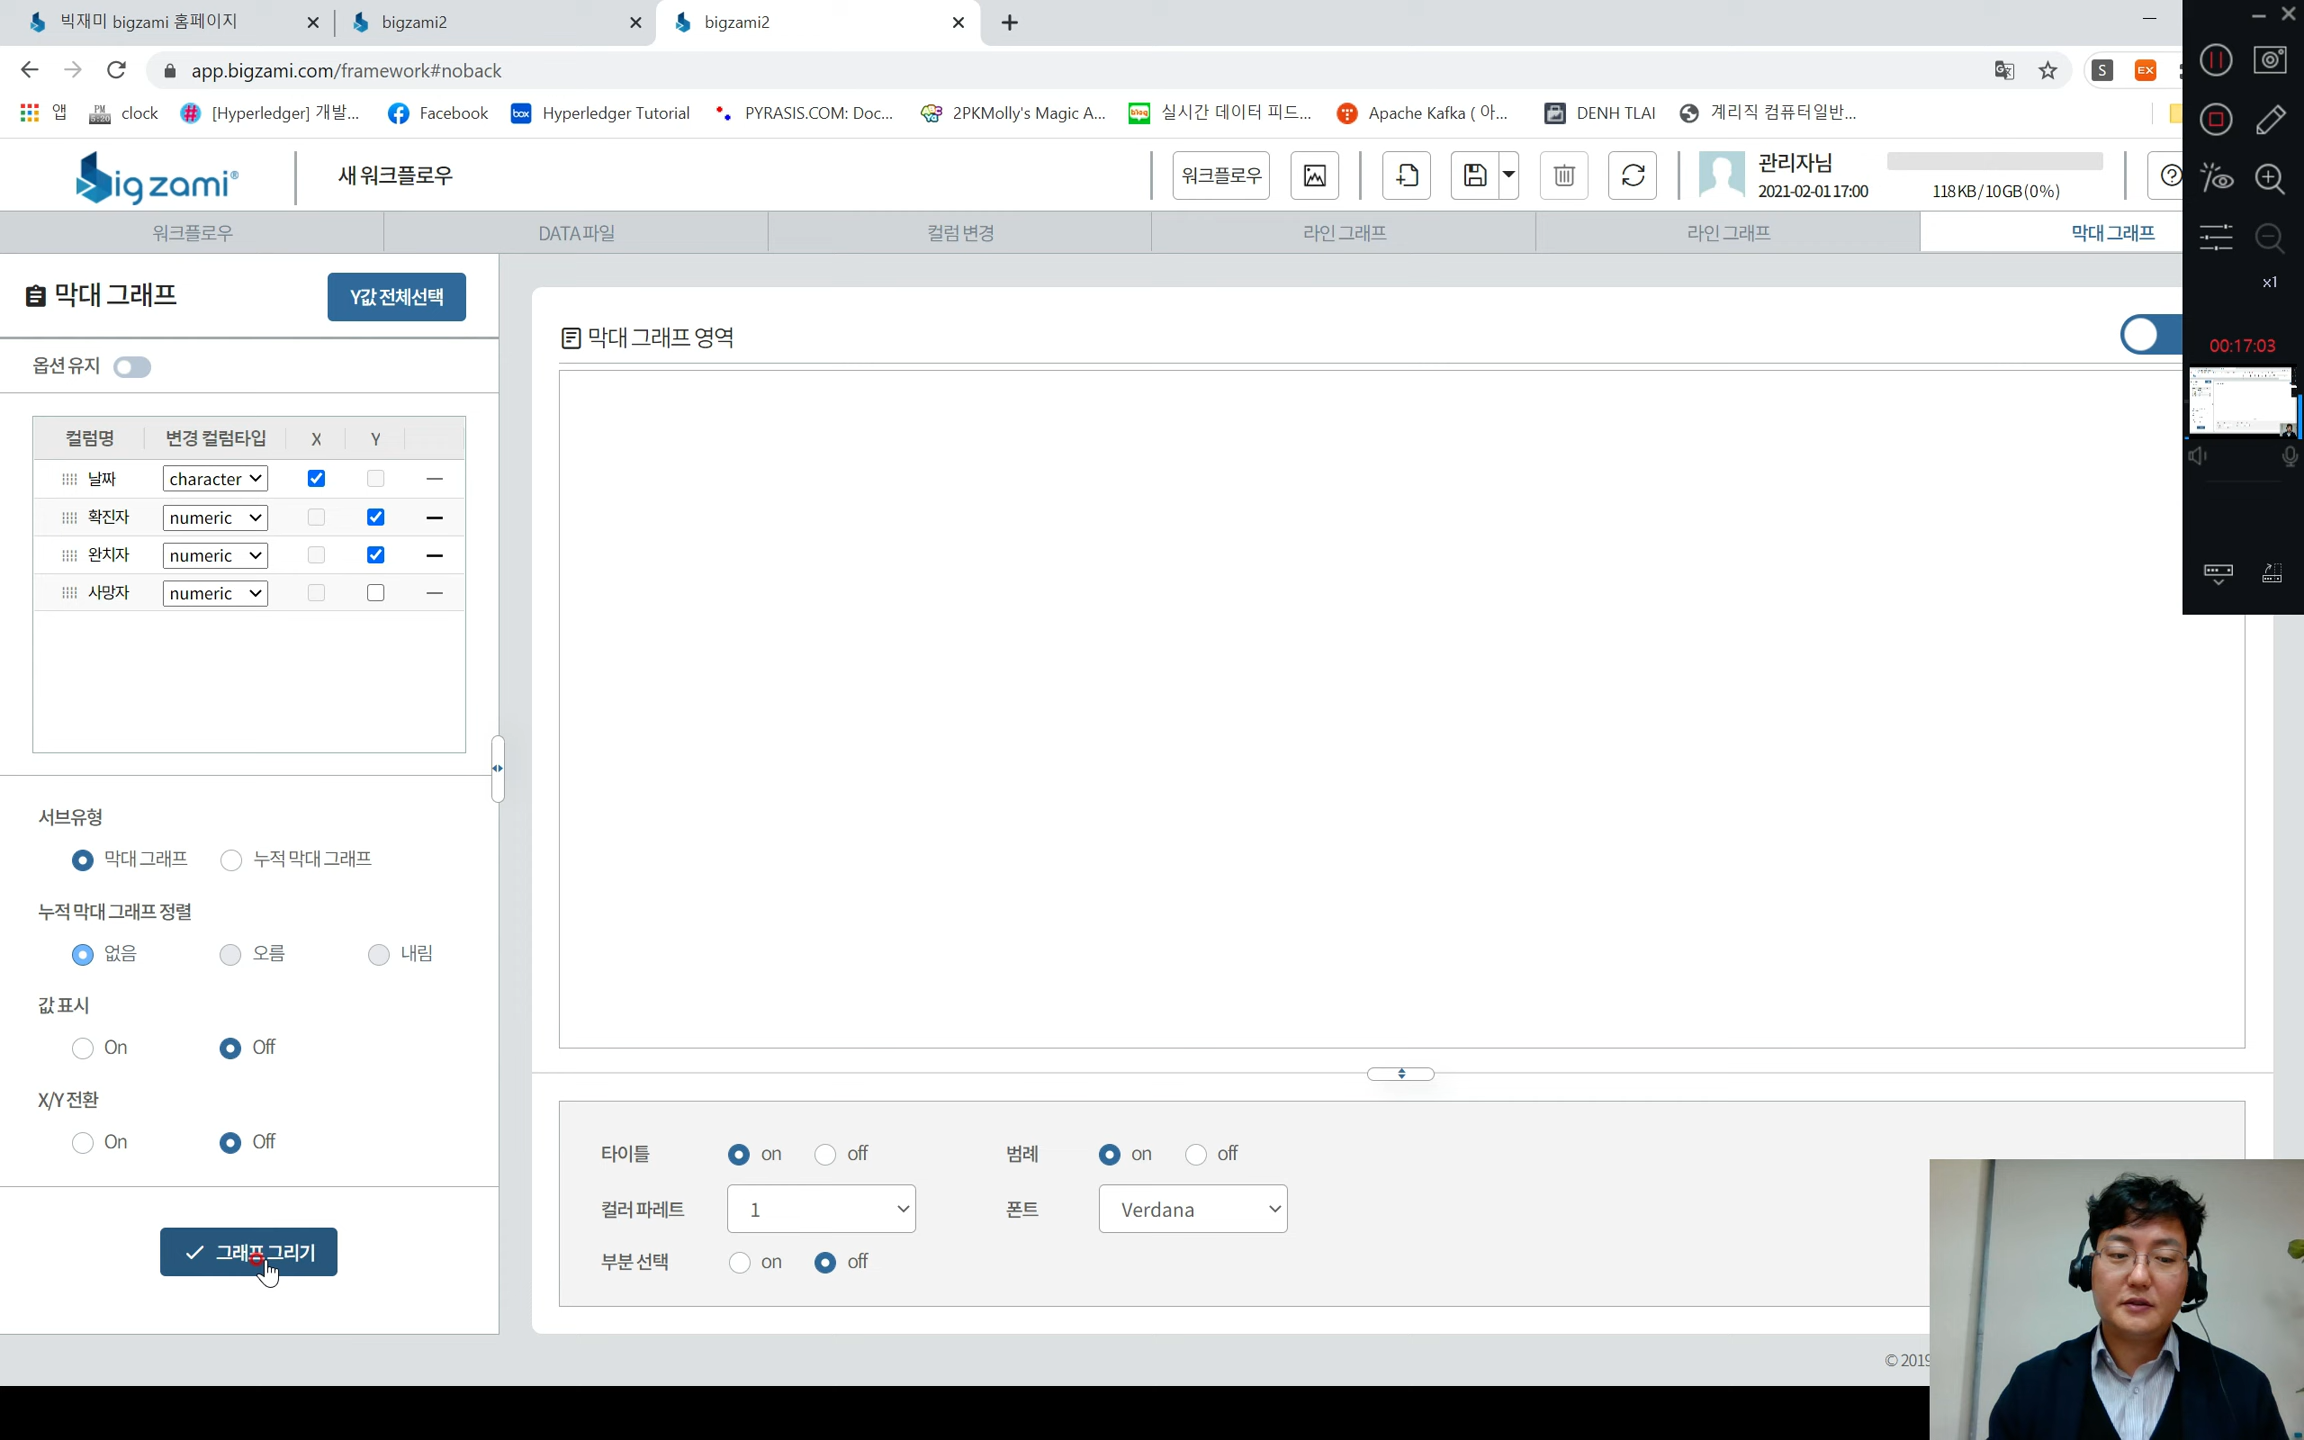 빅재미 bigzami 홈페이지
bigzami2
bigzami2
app.bigzami.com/framework#noback
S
EX
앱
PM 5:20
clock
[Hyperledger] 개발...
Facebook
box
Hyperledger Tutorial
PYRASIS.COM: Doc...
2PKMolly's Magic A...
blog
실시간 데이터 피드...
Apache Kafka ( 아...
DENH TLAI
계리직 컴퓨터일반...
Big zami®
새 워크플로우
워크플로우
관리자님
2021-02-01 17:00
118KB/10GB(0%)
워크플로우
DATA 파일
컬럼 변경
라인 그래프
라인 그래프
막대 그래프
x1
00:17:03
막대 그래프
Y값 전체선택
막대 그래프 영역
옵션 유지
컬럼명 변경 컬럼타입 X Y
날짜 character
확진자 numeric
완치자 numeric
사망자 numeric
서브유형
막대 그래프 누적 막대 그래프
누적 막대 그래프 정렬
없음 오름 내림
값 표시
On Off
X/Y 전환
On Off
그래프 그리기
타이틀 on off 범례 on off
컬러 파레트 1 폰트 Verdana
부분 선택 on off
© 2019